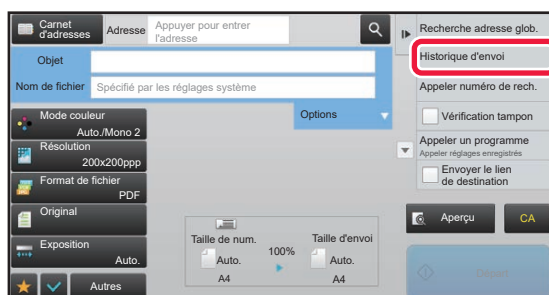 Carnet
d'adresses
Adresse
Appuyer pour entrer
l'adresse
Objet
Nom de fichier
Spécifié par les réglages système
Mode couleur
Auto./Mono 2
Résolution
200x200ppp
Format de fichier
PDF
Original
Exposition
Auto.
Autres
Options
Taille de num.
Auto.
A4
100%
Taille d'envoi
Auto.
A4
Recherche adresse glob.
Historique d'envoi
Appeler numéro de rech.
Vérification tampon
Appeler un programme
Appeler réglages enregistrés
Envoyer le lien
de destination
Aperçu
CA
Départ